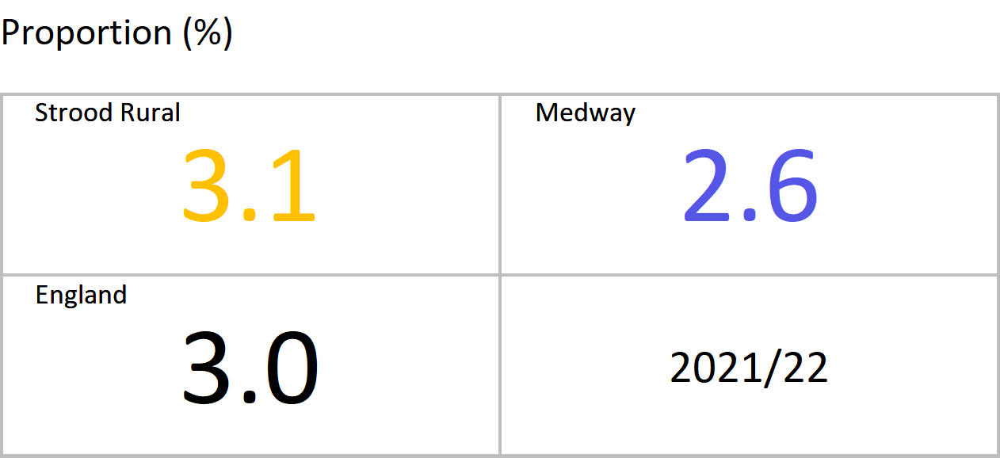 Proportion (%)
Strood Rural
3.1
Medway
2.6
England
3.0
2021/22